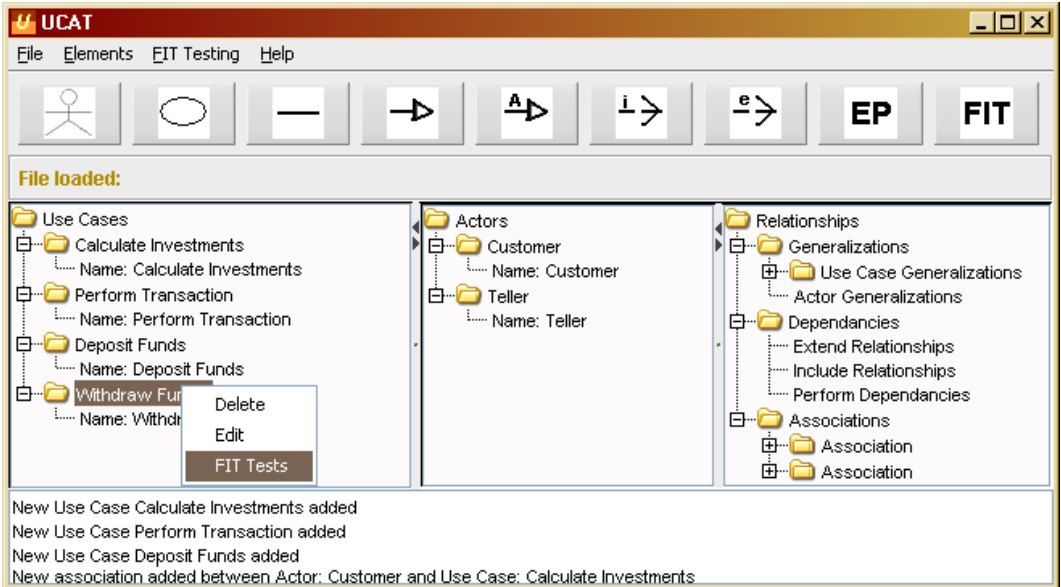 UCAT
File Elements FIT Testing Help
A i e EP FIT
File loaded:
Use Cases
Calculate Investments
Name: Calculate Investments
Perform Transaction
Name: Perform Transaction
Deposit Funds
Name: Deposit Funds
Withdraw Fun
Name: Withdr
Delete
Edit
FIT Tests
Actors
Customer
Name: Customer
Teller
Name: Teller
Relationships
Generalizations
Use Case Generalizations
Actor Generalizations
Dependancies
Extend Relationships
Include Relationships
Perform Dependancies
Associations
Association
Association
New Use Case Calculate Investments added
New Use Case Perform Transaction added
New Use Case Deposit Funds added
New association added between Actor: Customer and Use Case: Calculate Investments